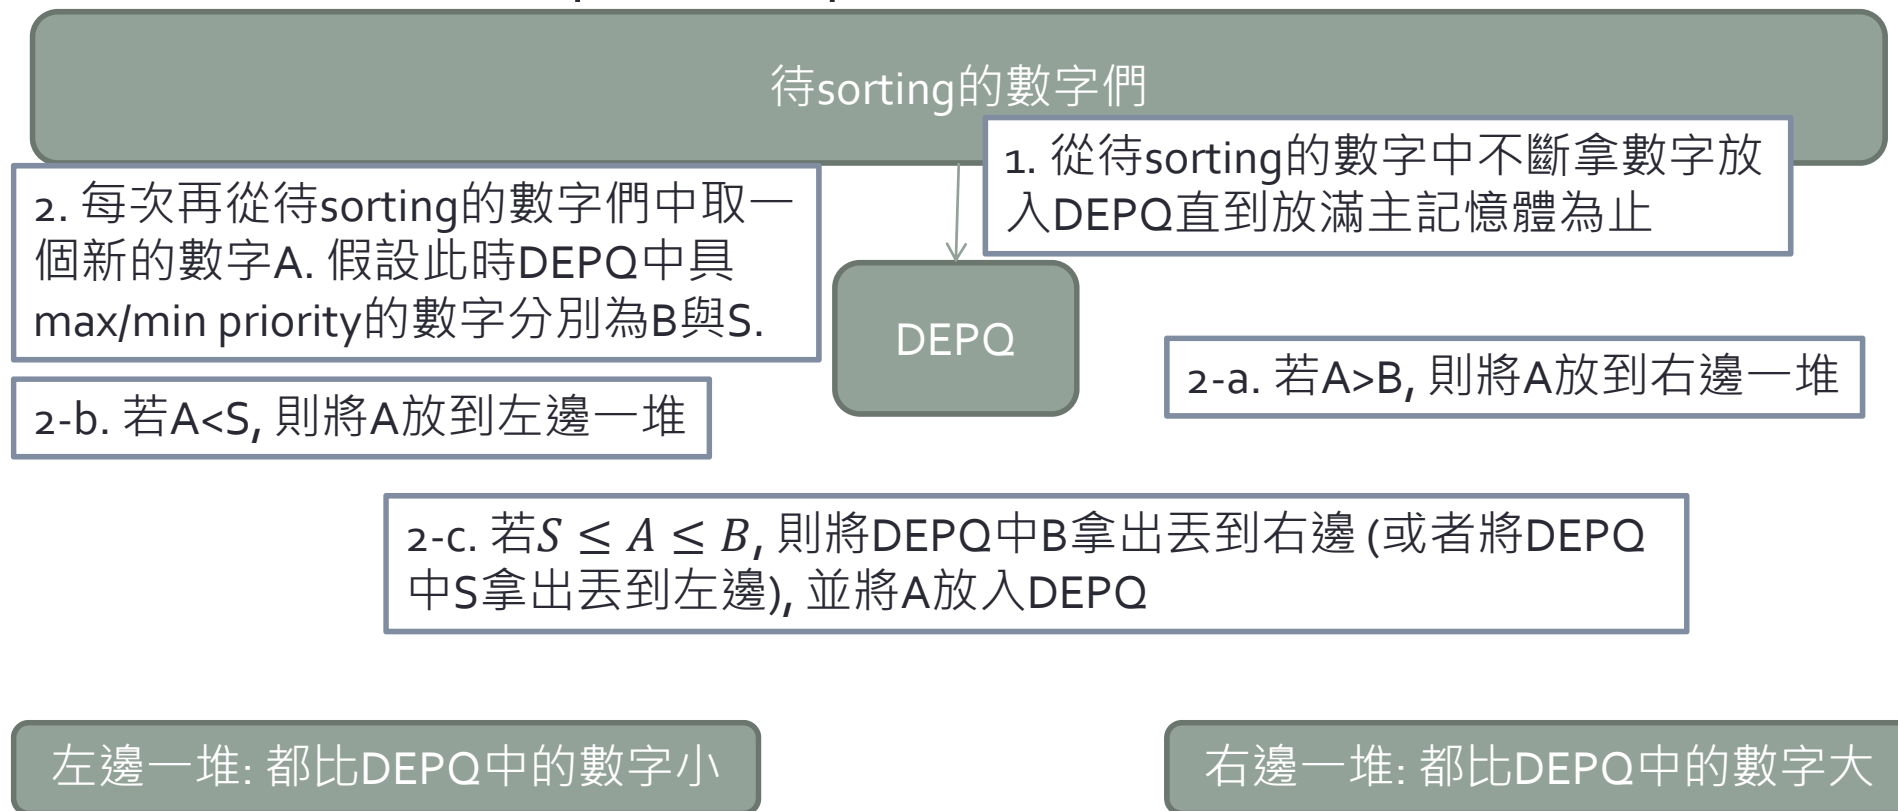 待sorting的數字們
1. 從待sorting的數字中不斷拿數字放
入DEPQ直到放滿主記憶體為止
2. 每次再從待sorting的數字們中取一
個新的數字A. 假設此時DEPQ中具
max/min priority的數字分別為B與S.
DEPQ
2-a. 若A>B, 則將A放到右邊一堆
2-b. 若A<S, 則將A放到左邊一堆
2-c. 若S ≤ A ≤ B, 則將DEPQ中B拿出丟到右邊 (或者將DEPQ
中S拿出丟到左邊), 並將A放入DEPQ
左邊一堆: 都比DEPQ中的數字小
右邊一堆: 都比DEPQ中的數字大